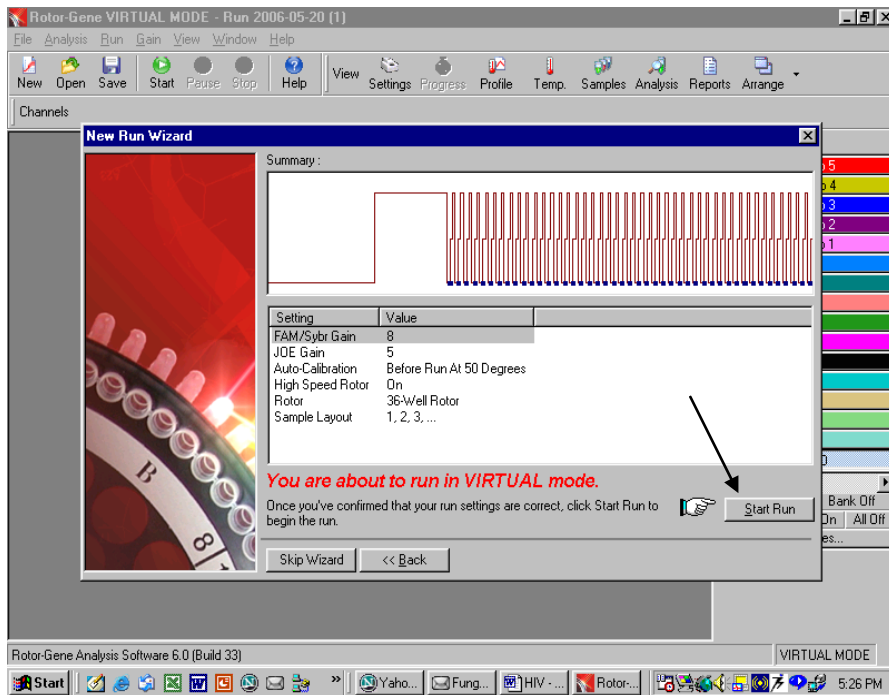 Rotor-Gene VIRTUAL MODE - Run 2006-05-20 (1)
File Analysis Run Gain View Window Help
New Open Save Start Pause Stop Help View Settings Progress Profile Temp. Samples Analysis Reports Arrange
Channels
New Run Wizard
Summary :
5
4
3
2
1
Setting Value
FAM/Sybr Gain 8
JOE Gain 5
Auto-Calibration Before Run At 50 Degrees
High Speed Rotor On
Rotor 36-Well Rotor
Sample Layout 1, 2, 3, ...
B
8
1
You are about to run in VIRTUAL mode.
Once you've confirmed that your run settings are correct, click Start Run to
begin the run.
Start Run
Bank Off
On All Off
es...
Skip Wizard << Back
Rotor-Gene Analysis Software 6.0 (Build 33) VIRTUAL MODE
Start » Yaho... Fung... HIV - ... Rotor-... 5:26 PM